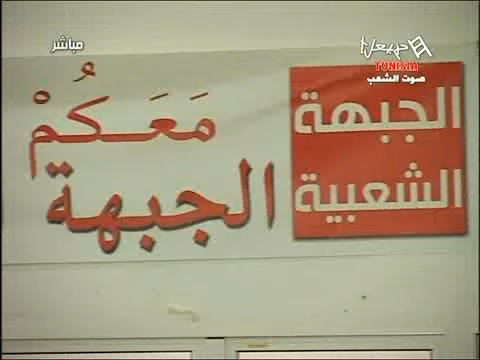 مباشر
TUNISIA
صوت الشعب
الجبهة
الشعبية
مَعَكُمْ
الجبهة